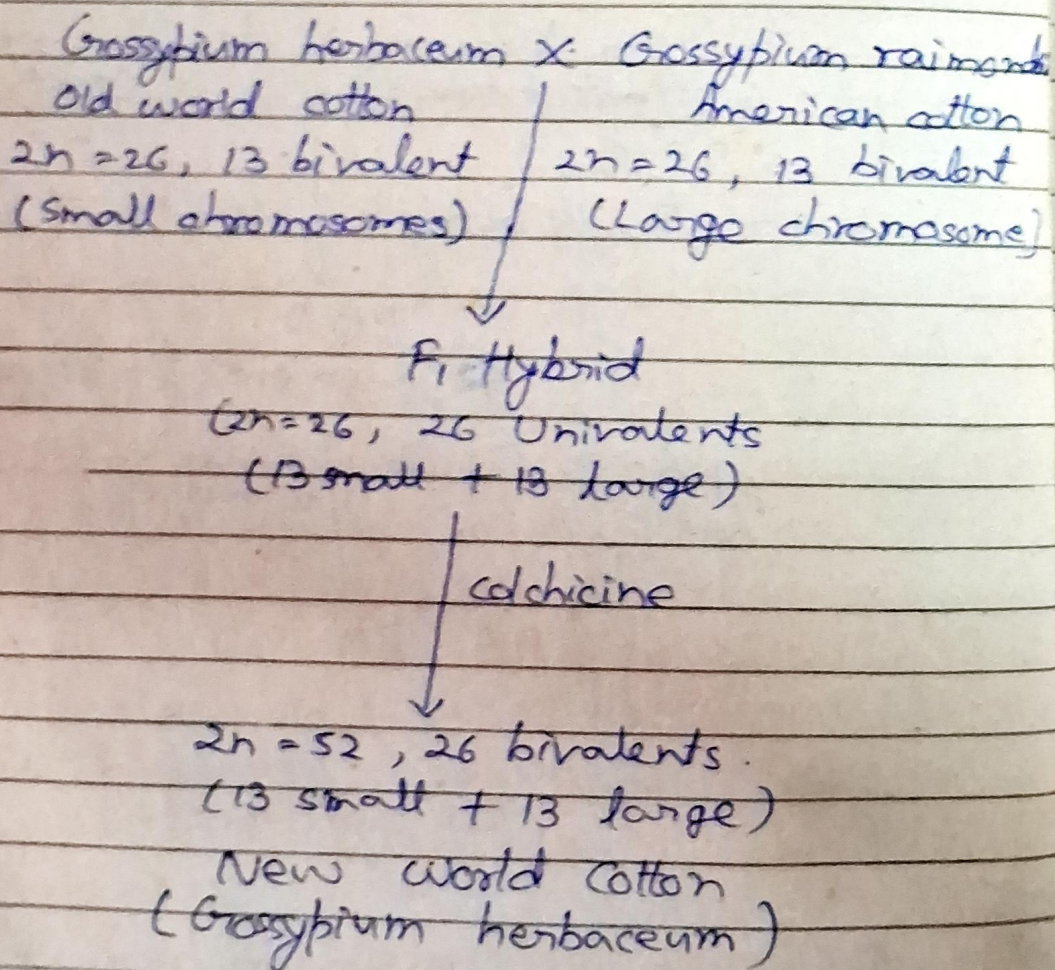 Gossypium herbaceum x Gossypium raimondi
Old world cotton American cotton
2n=26, 13 bivalent 2n=26, 13 bivalent
(Small chromosomes) (Large chromosome)
F1 Hybrid
(2n=26, 26 Univalents
(13 small + 13 large)
colchicine
2n=52, 26 bivalents.
(13 small + 13 large)
New world cotton
(Gossypium herbaceum)